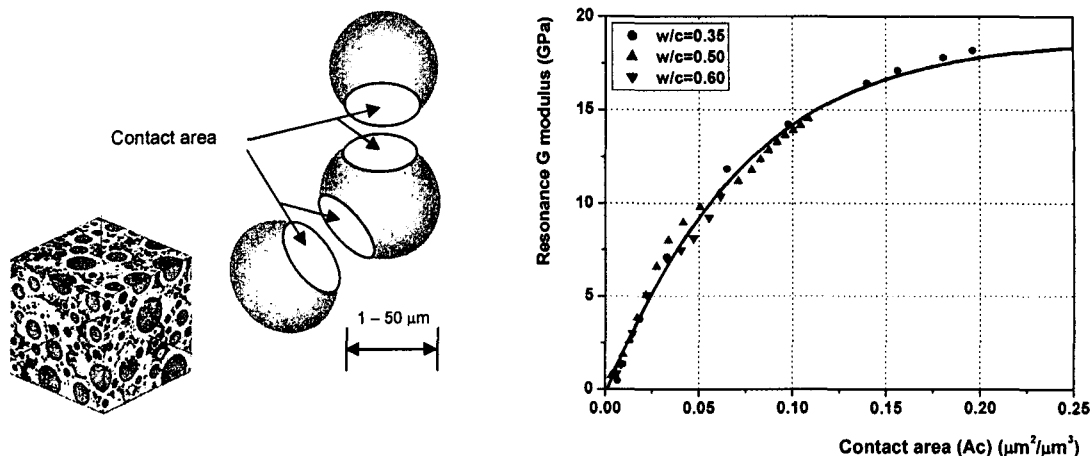 Contact area
1 – 50 μm
Resonance G modulus (GPa)
20
15
10
5
0
w/c=0.35
w/c=0.50
w/c=0.60
0.00
0.05
0.10
0.15
0.20
0.25
Contact area (Ac) (μm²/μm³)